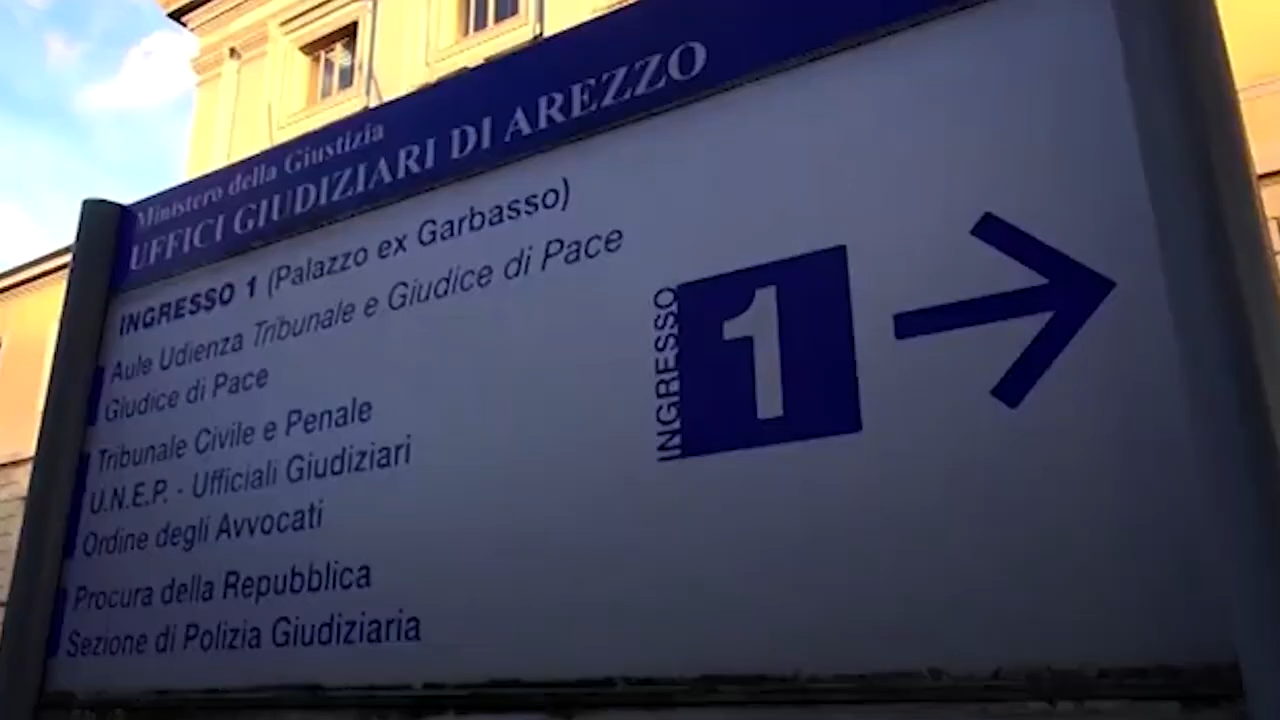 Ministero della Giustizia
UFFICI GIUDIZIARI DI AREZZO
INGRESSO 1 (Palazzo ex Garbasso)
Aule Udienza Tribunale e Giudice di Pace
Giudice di Pace
Tribunale Civile e Penale
U.N.E.P. - Ufficiali Giudiziari
Ordine degli Avvocati
Procura della Repubblica
Sezione di Polizia Giudiziaria
INGRESSO
1